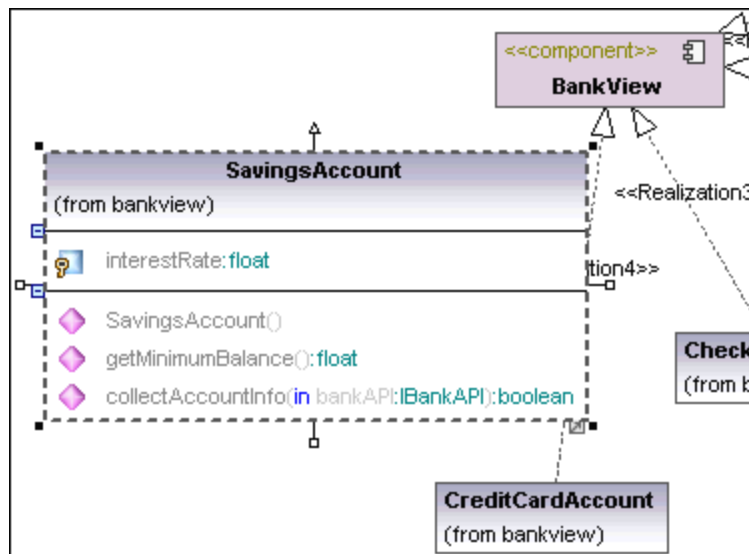 <<component>>
BankView
SavingsAccount
(from bankview)
<<Realization3
interestRate:float
tion4>>
SavingsAccount()
getMinimumBalance():float
collectAccountInfo(in bankAPI:IBankAPI):boolean
Check
(from b
CreditCardAccount
(from bankview)